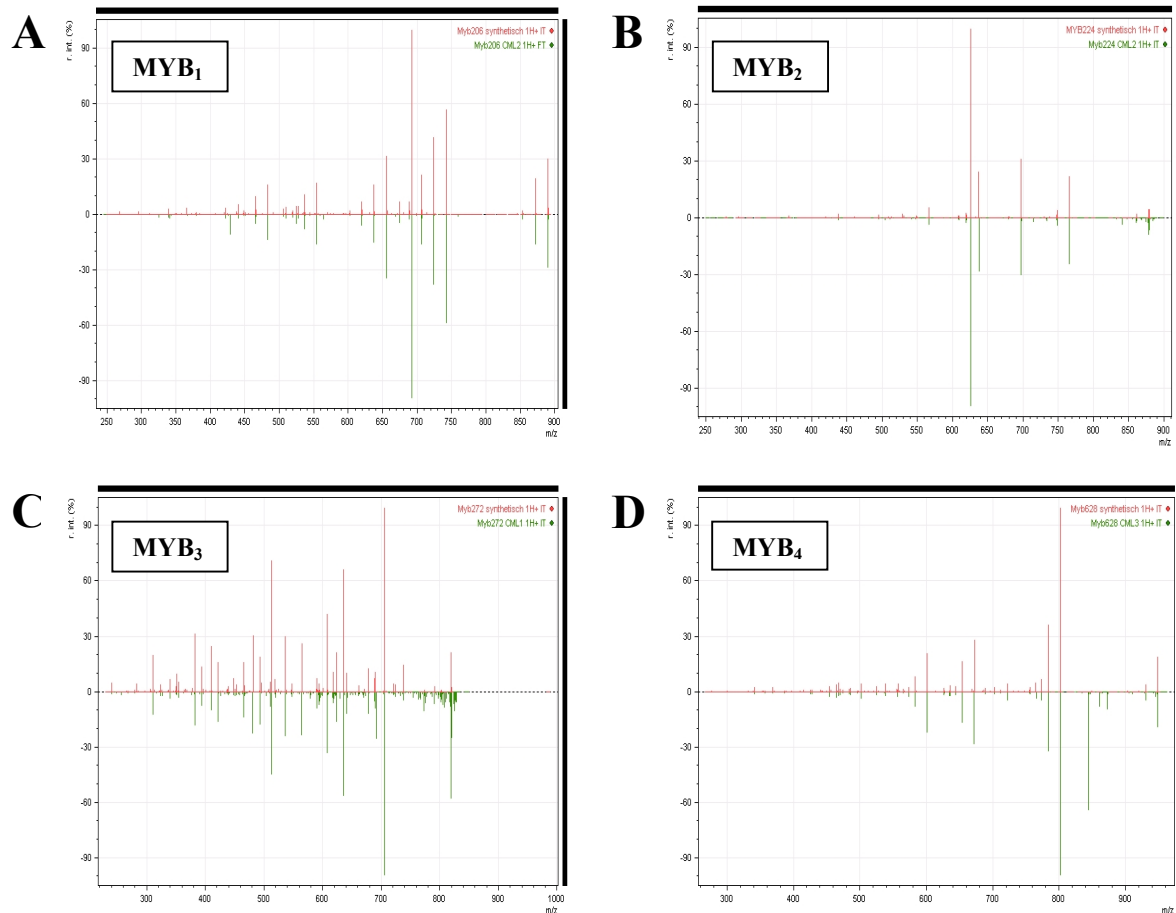 A
r. int. (%)
MYB1
Myb206 synthetisch 1H+ IT
Myb206 CML2 1H+ FT
90
60
30
0
-30
-60
-90
250 300 350 400 450 500 550 600 650 700 750 800 850 900
m/z
B
r. int. (%)
MYB2
MYB224 synthetisch 1H+ IT
Myb224 CML2 1H+ IT
90
60
30
0
-30
-60
-90
250 300 350 400 450 500 550 600 650 700 750 800 850 900
m/z
C
r. int. (%)
MYB3
Myb272 synthetisch 1H+ IT
Myb272 CML1 1H+ IT
90
60
30
0
-30
-60
-90
300 400 500 600 700 800 900 1000
m/z
D
r. int. (%)
MYB4
Myb628 synthetisch 1H+ IT
Myb628 CML3 1H+ IT
90
60
30
0
-30
-60
-90
300 400 500 600 700 800 900
m/z